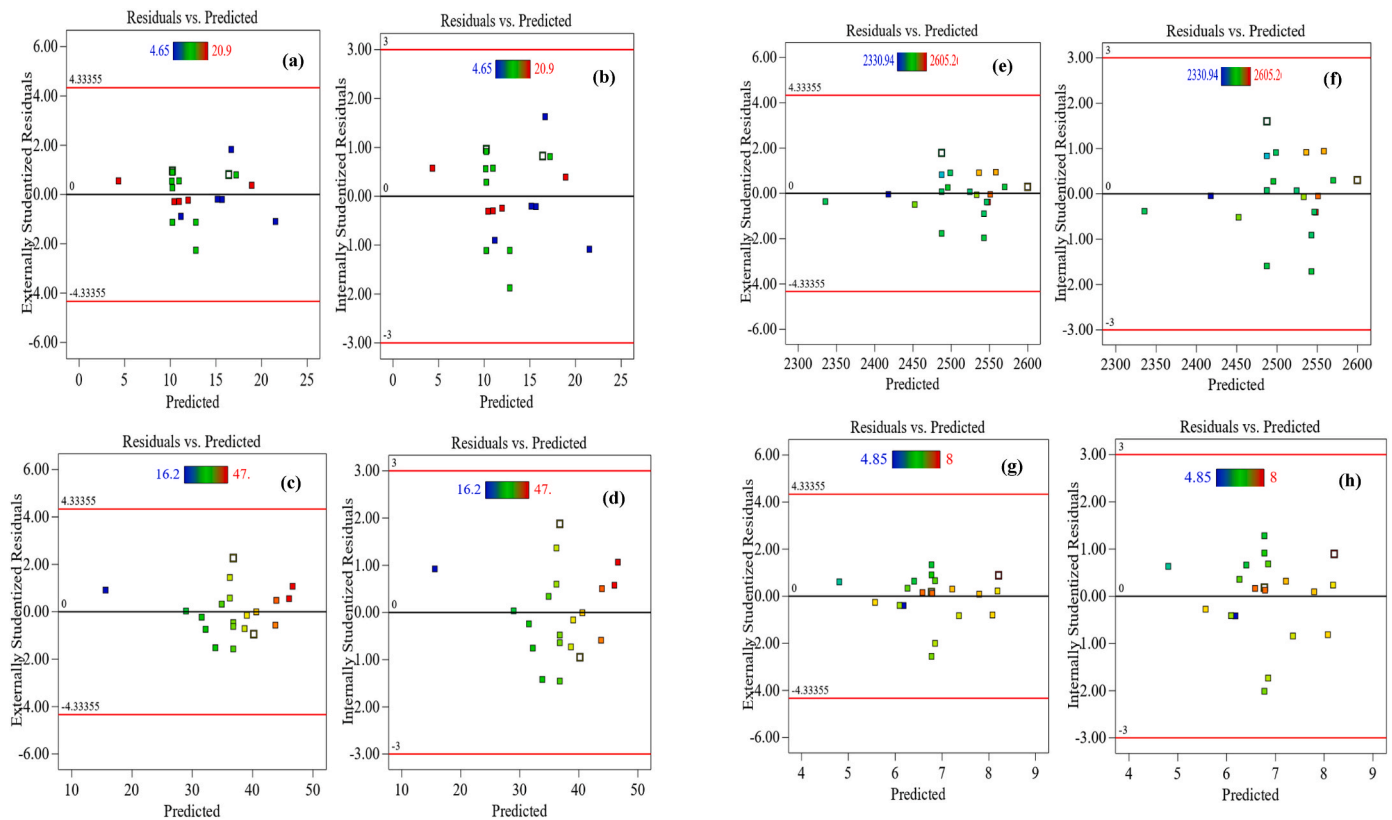 Residuals vs. Predicted
4.65 20.9
(a)
Externally Studentized Residuals
6.00
4.33355
4.00
2.00
0
0.00
-2.00
-4.00
-4.33355
-6.00
0 5 10 15 20 25
Predicted
Residuals vs. Predicted
4.65 20.9
(b)
Internally Studentized Residuals
3
3.00
2.00
1.00
0
0.00
-1.00
-2.00
-3
-3.00
0 5 10 15 20 25
Predicted
Residuals vs. Predicted
16.2 47.
(c)
Externally Studentized Residuals
6.00
4.33355
4.00
2.00
0
0.00
-2.00
-4.00
-4.33355
-6.00
10 20 30 40 50
Predicted
Residuals vs. Predicted
16.2 47.
(d)
Internally Studentized Residuals
3
3.00
2.00
1.00
0
0.00
-1.00
-2.00
-3
-3.00
10 20 30 40 50
Predicted
Residuals vs. Predicted
2330.94
(e)
Externally Studentized Residuals
6.00
4.33355
4.00
2.00
0
0.00
-2.00
-4.00
-4.33355
-6.00
2300 2350 2400 2450 2500 2550 2600
Predicted
Residuals vs. Predicted
2330.94
(f)
Internally Studentized Residuals
3
3.00
2.00
1.00
0
0.00
-1.00
-2.00
-3
-3.00
2300 2350 2400 2450 2500 2550 2600
Predicted
Residuals vs. Predicted
4.85 8
(g)
Externally Studentized Residuals
6.00
4.33355
4.00
2.00
0
0.00
-2.00
-4.00
-4.33355
-6.00
4 5 6 7 8 9
Predicted
Residuals vs. Predicted
4.85 8
(h)
Internally Studentized Residuals
3
3.00
2.00
1.00
0
0.00
-1.00
-2.00
-3
-3.00
4 5 6 7 8 9
Predicted